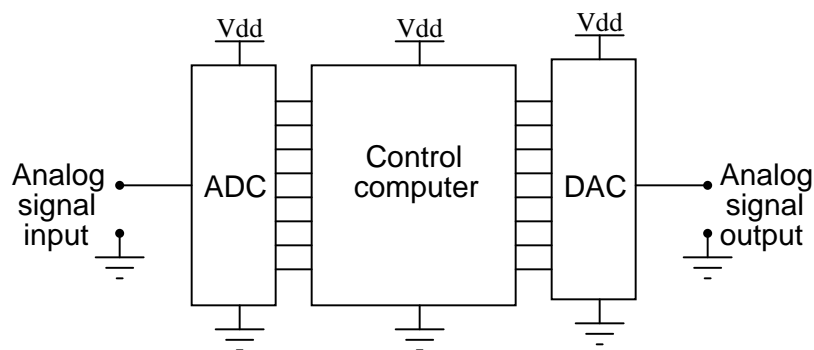 Vdd
Vdd
Vdd
Analog
signal
input
ADC
Control
computer
DAC
Analog
signal
output